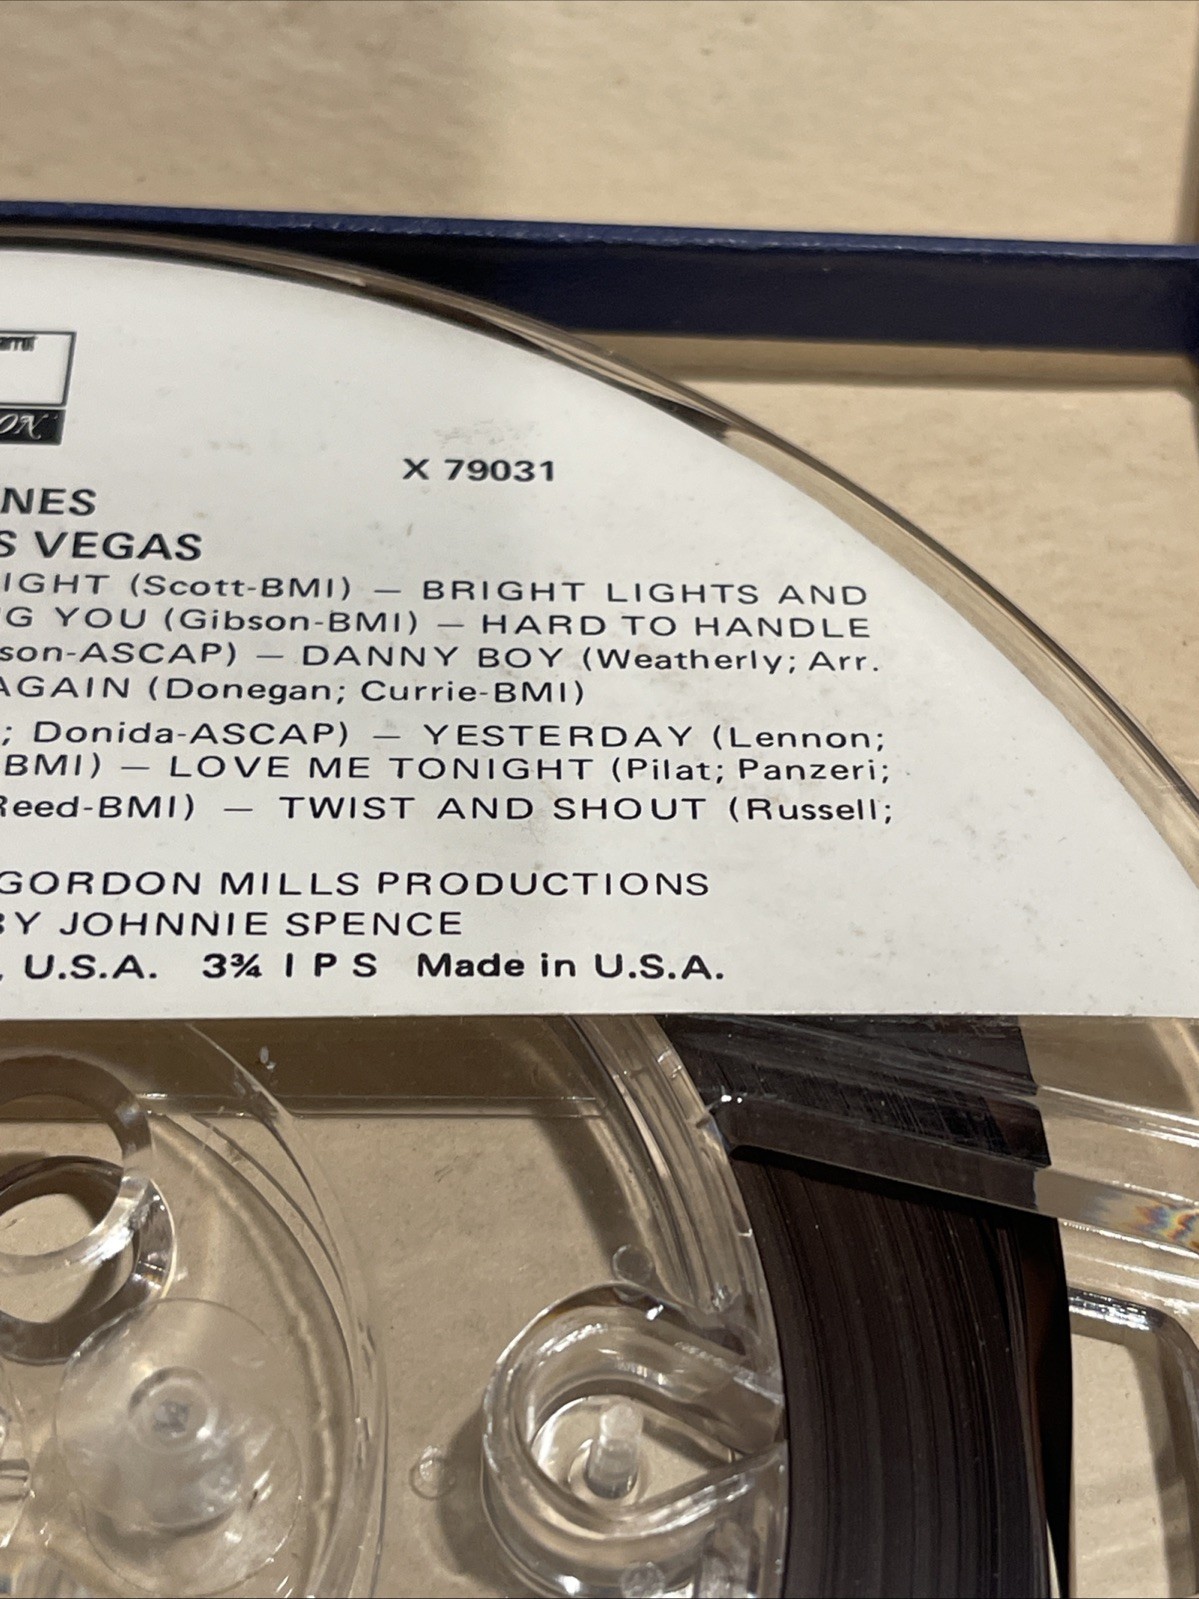 ON
X 79031
NES
S VEGAS
IGHT (Scott-BMI) — BRIGHT LIGHTS AND
G YOU (Gibson-BMI) — HARD TO HANDLE
son-ASCAP) — DANNY BOY (Weatherly; Arr.
AGAIN (Donegan; Currie-BMI)
; Donida-ASCAP) — YESTERDAY (Lennon;
BMI) — LOVE ME TONIGHT (Pilat; Panzeri;
Reed-BMI) — TWIST AND SHOUT (Russell;
GORDON MILLS PRODUCTIONS
BY JOHNNIE SPENCE
, U.S.A. 3¾ I P S Made in U.S.A.